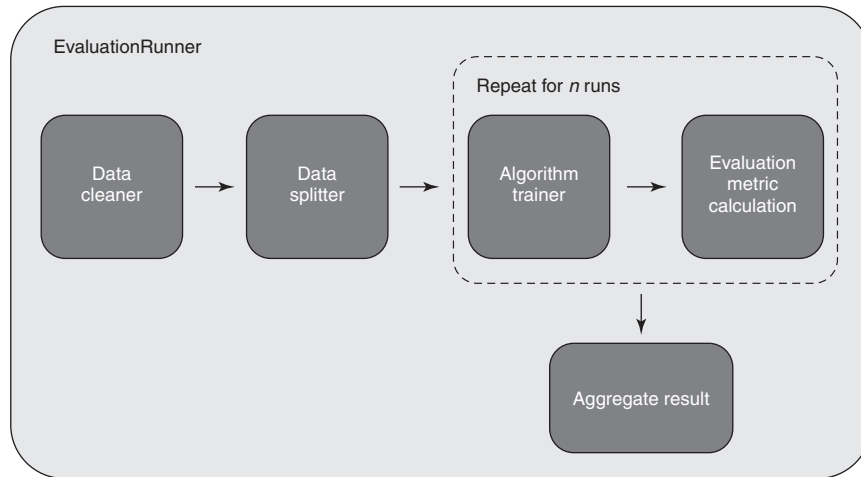 EvaluationRunner
Repeat for n runs
Data
cleaner
Data
splitter
Algorithm
trainer
Evaluation
metric
calculation
Aggregate result